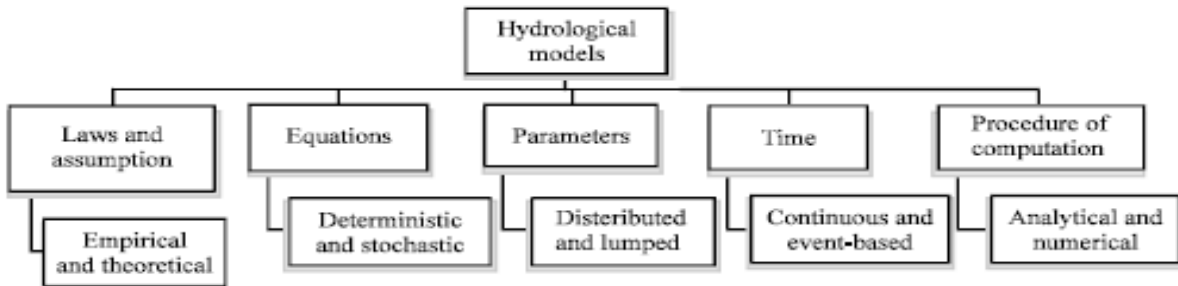 Hydrological
models
Laws and
assumption
Equations
Parameters
Time
Procedure of
computation
Empirical
and theoretical
Deterministic
and stochastic
Disteributed
and lumped
Continuous and
event-based
Analytical and
numerical